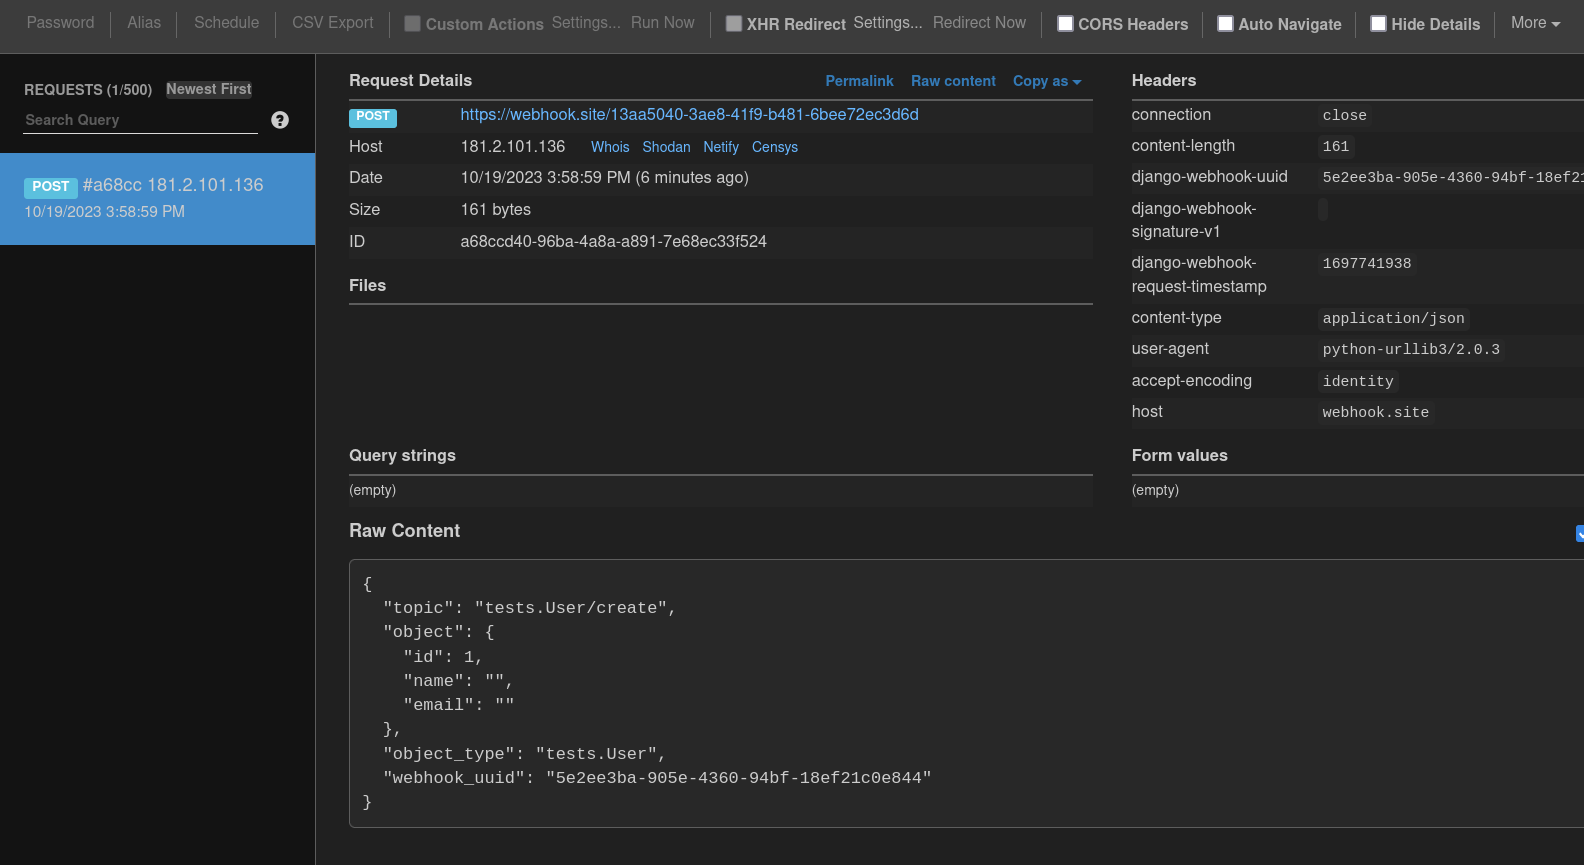 Password Alias Schedule CSV Export Custom Actions Settings... Run Now XHR Redirect Settings... Redirect Now CORS Headers Auto Navigate Hide Details More
REQUESTS (1/500) Newest First
Search Query
POST #a68cc 181.2.101.136
10/19/2023 3:58:59 PM
Request Details Permalink Raw content Copy as
POST https://webhook.site/13aa5040-3ae8-41f9-b481-6bee72ec3d6d
Host 181.2.101.136 Whois Shodan Netify Censys
Date 10/19/2023 3:58:59 PM (6 minutes ago)
Size 161 bytes
ID a68ccd40-96ba-4a8a-a891-7e68ec33f524
Files
Headers
connection close
content-length 161
django-webhook-uuid 5e2ee3ba-905e-4360-94bf-18ef21
django-webhook-
signature-v1
django-webhook- 1697741938
request-timestamp
content-type application/json
user-agent python-urllib3/2.0.3
accept-encoding identity
host webhook.site
Query strings
(empty)
Form values
(empty)
Raw Content
{
"topic": "tests.User/create",
"object": {
"id": 1,
"name": "",
"email": ""
},
"object_type": "tests.User",
"webhook_uuid": "5e2ee3ba-905e-4360-94bf-18ef21c0e844"
}